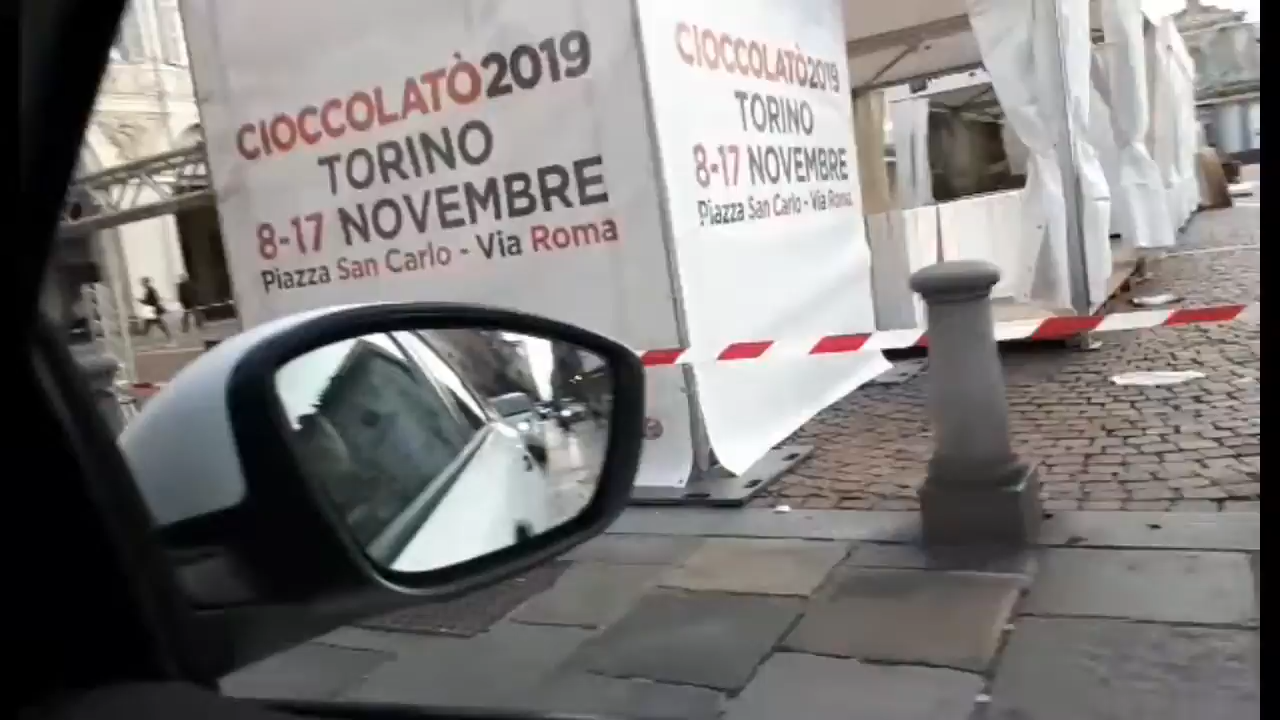 CIOCCOLATÒ2019
TORINO
8-17 NOVEMBRE
Piazza San Carlo - Via Roma
CIOCCOLATÒ2019
TORINO
8-17 NOVEMBRE
Piazza San Carlo - Via Roma